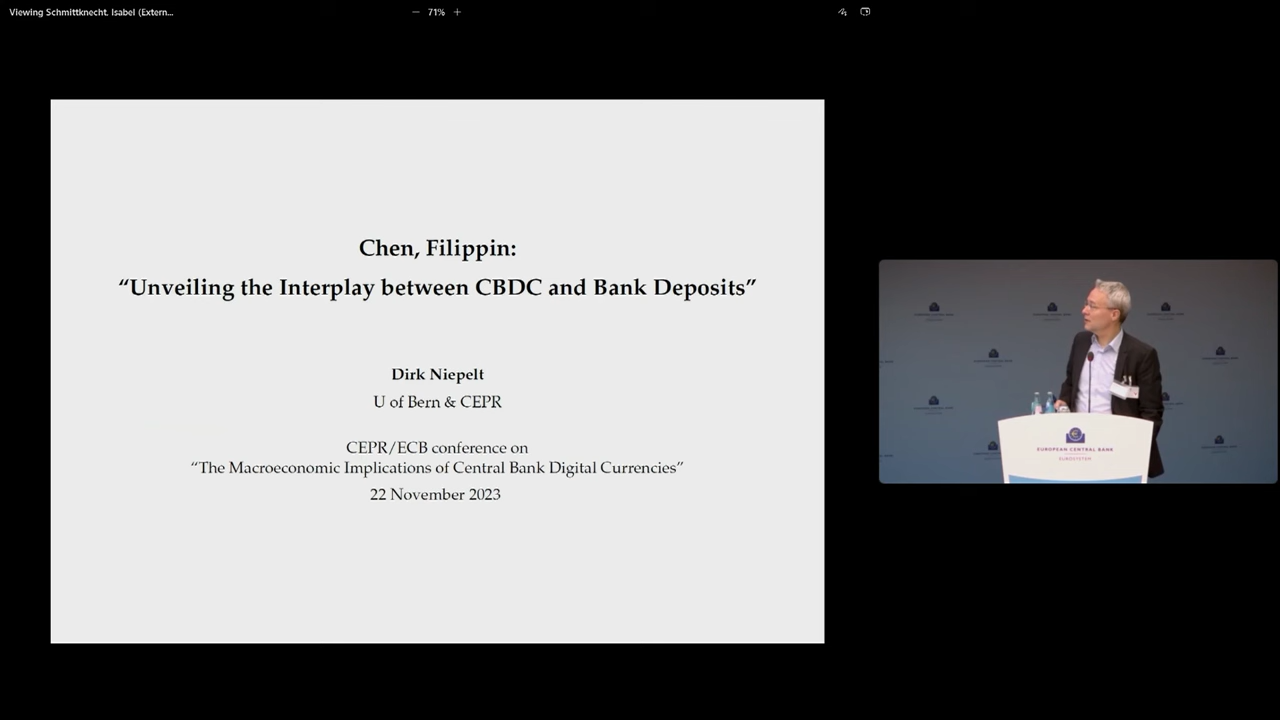 Viewing Schmittknecht. Isabel (Extern...
71%
Chen, Filippin:
“Unveiling the Interplay between CBDC and Bank Deposits”
Dirk Niepelt
U of Bern & CEPR
CEPR/ECB conference on
“The Macroeconomic Implications of Central Bank Digital Currencies”
22 November 2023
EUROPEAN CENTRAL BANK
EUROSYSTEM